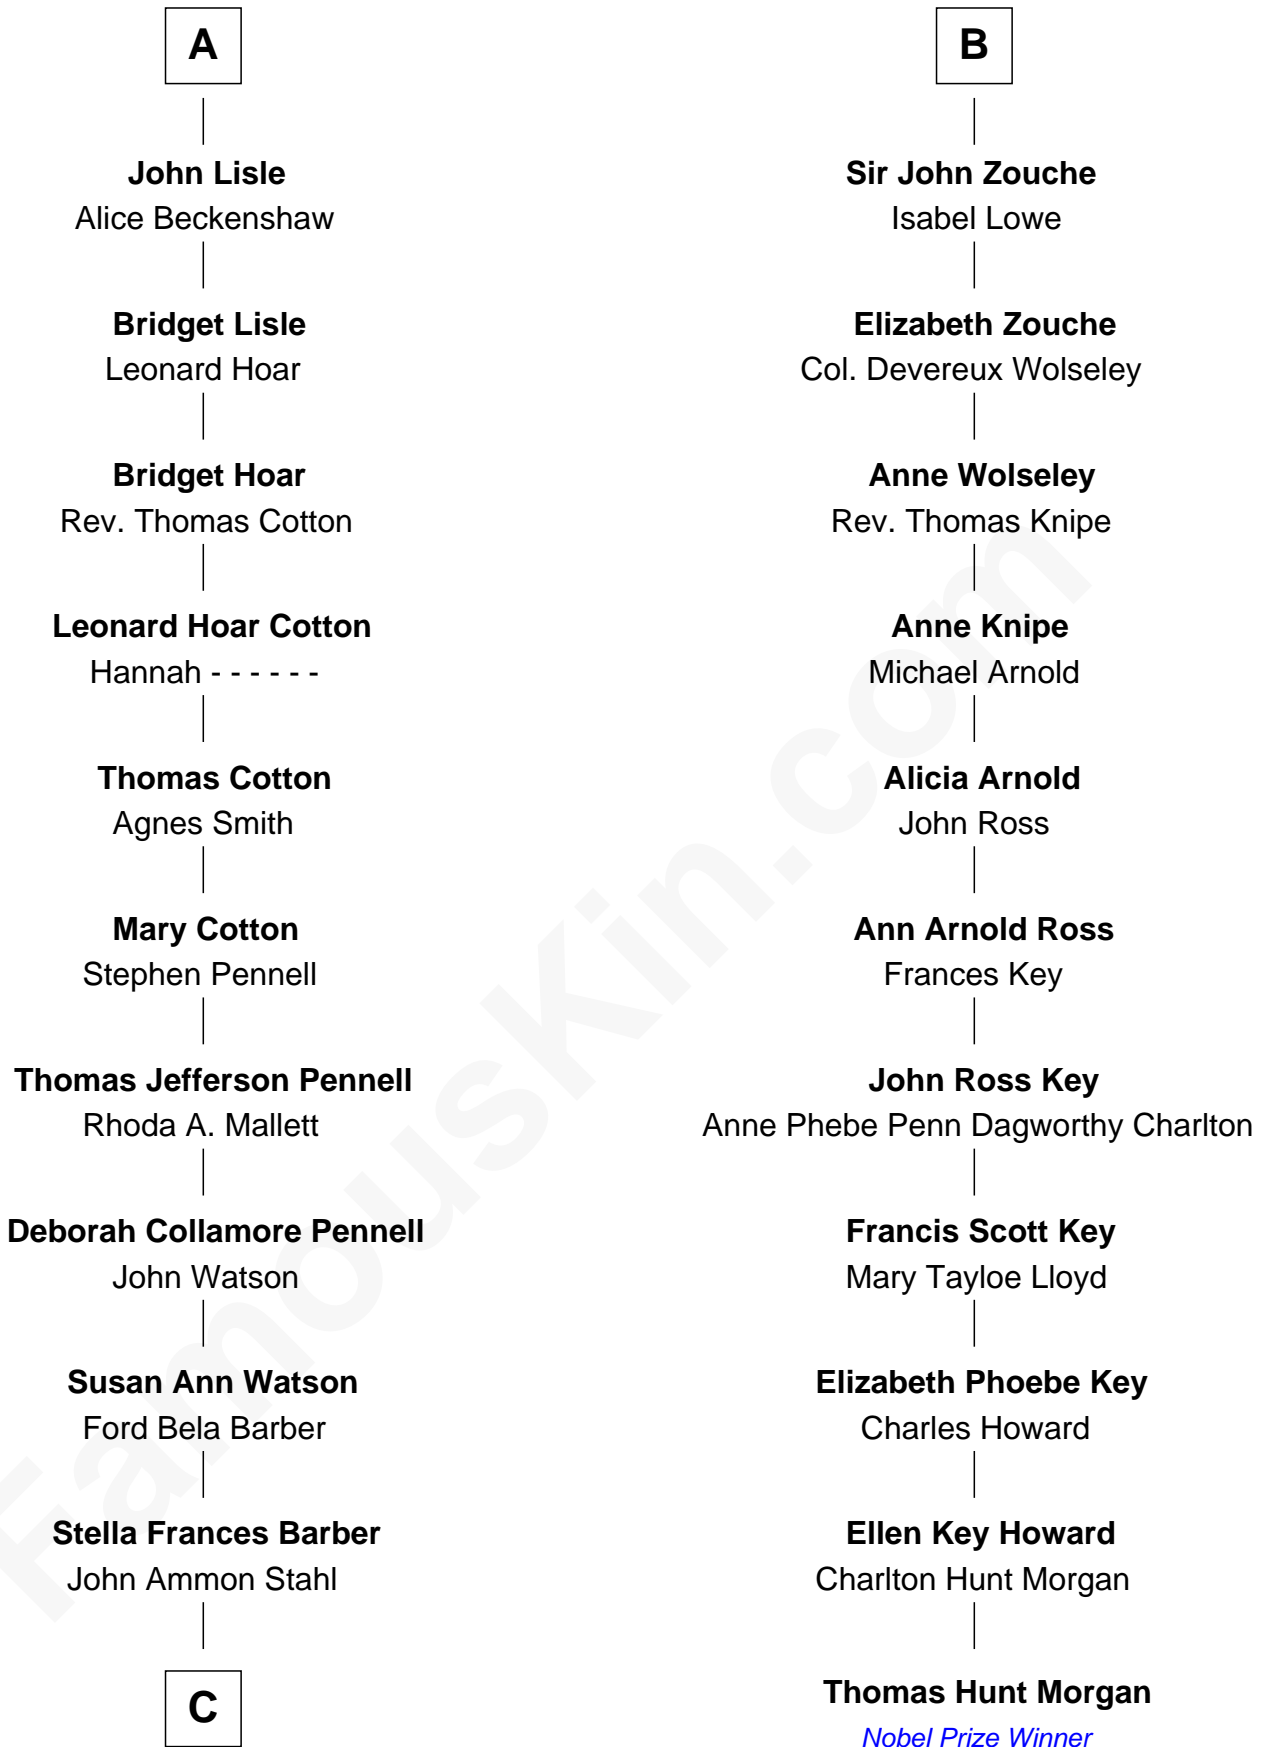 A
John Lisle
Alice Beckenshaw
Bridget Lisle
Leonard Hoar
Bridget Hoar
Rev. Thomas Cotton
Leonard Hoar Cotton
Hannah - - - - - -
Thomas Cotton
Agnes Smith
Mary Cotton
Stephen Pennell
Thomas Jefferson Pennell
Rhoda A. Mallett
Deborah Collamore Pennell
John Watson
Susan Ann Watson
Ford Bela Barber
Stella Frances Barber
John Ammon Stahl
C
B
Sir John Zouche
Isabel Lowe
Elizabeth Zouche
Col. Devereux Wolseley
Anne Wolseley
Rev. Thomas Knipe
Anne Knipe
Michael Arnold
Alicia Arnold
John Ross
Ann Arnold Ross
Frances Key
John Ross Key
Anne Phebe Penn Dagworthy Charlton
Francis Scott Key
Mary Tayloe Lloyd
Elizabeth Phoebe Key
Charles Howard
Ellen Key Howard
Charlton Hunt Morgan
Thomas Hunt Morgan
Nobel Prize Winner
FamousKin.com